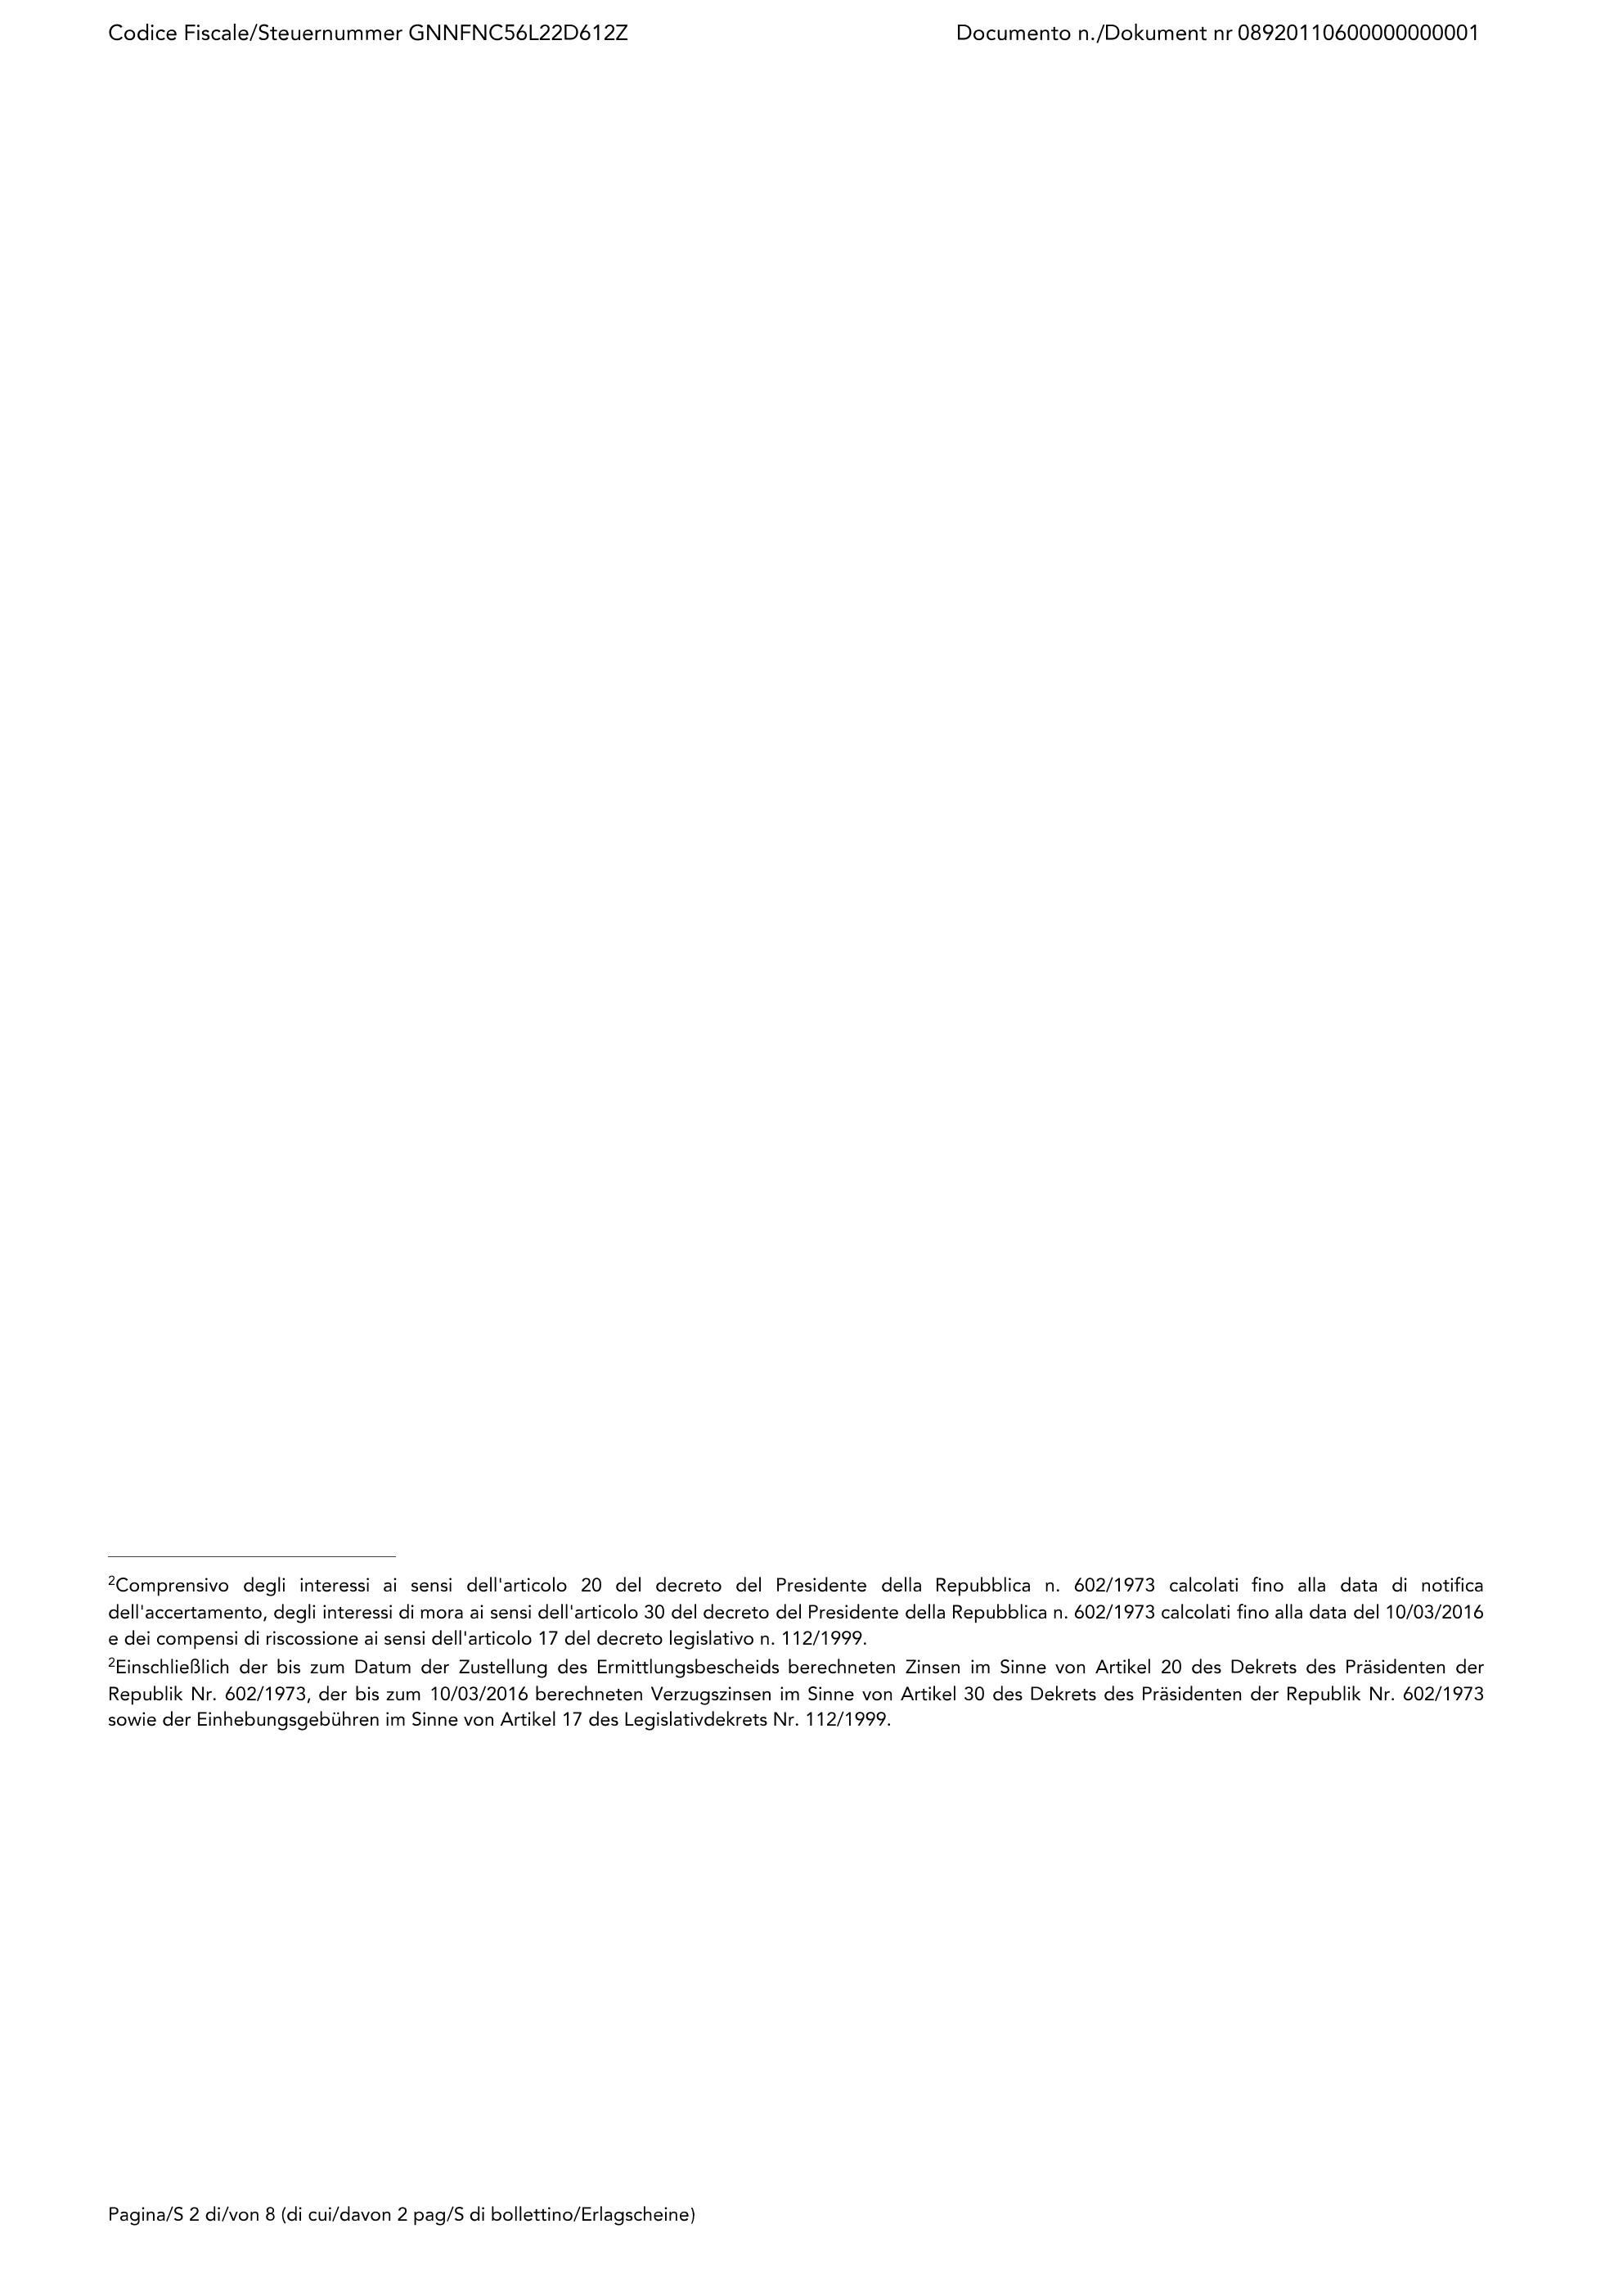 Codice Fiscale/Steuernummer GNNFNC56L22D612Z
Documento n./Dokument nr 08920110600000000001
²Comprensivo degli interessi ai sensi dell'articolo 20 del decreto del Presidente della Repubblica n. 602/1973 calcolati fino alla data di notifica
dell'accertamento, degli interessi di mora ai sensi dell'articolo 30 del decreto del Presidente della Repubblica n. 602/1973 calcolati fino alla data del 10/03/2016
e dei compensi di riscossione ai sensi dell'articolo 17 del decreto legislativo n. 112/1999.
²Einschließlich der bis zum Datum der Zustellung des Ermittlungsbescheids berechneten Zinsen im Sinne von Artikel 20 des Dekrets des Präsidenten der
Republik Nr. 602/1973, der bis zum 10/03/2016 berechneten Verzugszinsen im Sinne von Artikel 30 des Dekrets des Präsidenten der Republik Nr. 602/1973
sowie der Einhebungsgebühren im Sinne von Artikel 17 des Legislativdekrets Nr. 112/1999.
Pagina/S 2 di/von 8 (di cui/davon 2 pag/S di bollettino/Erlagscheine)